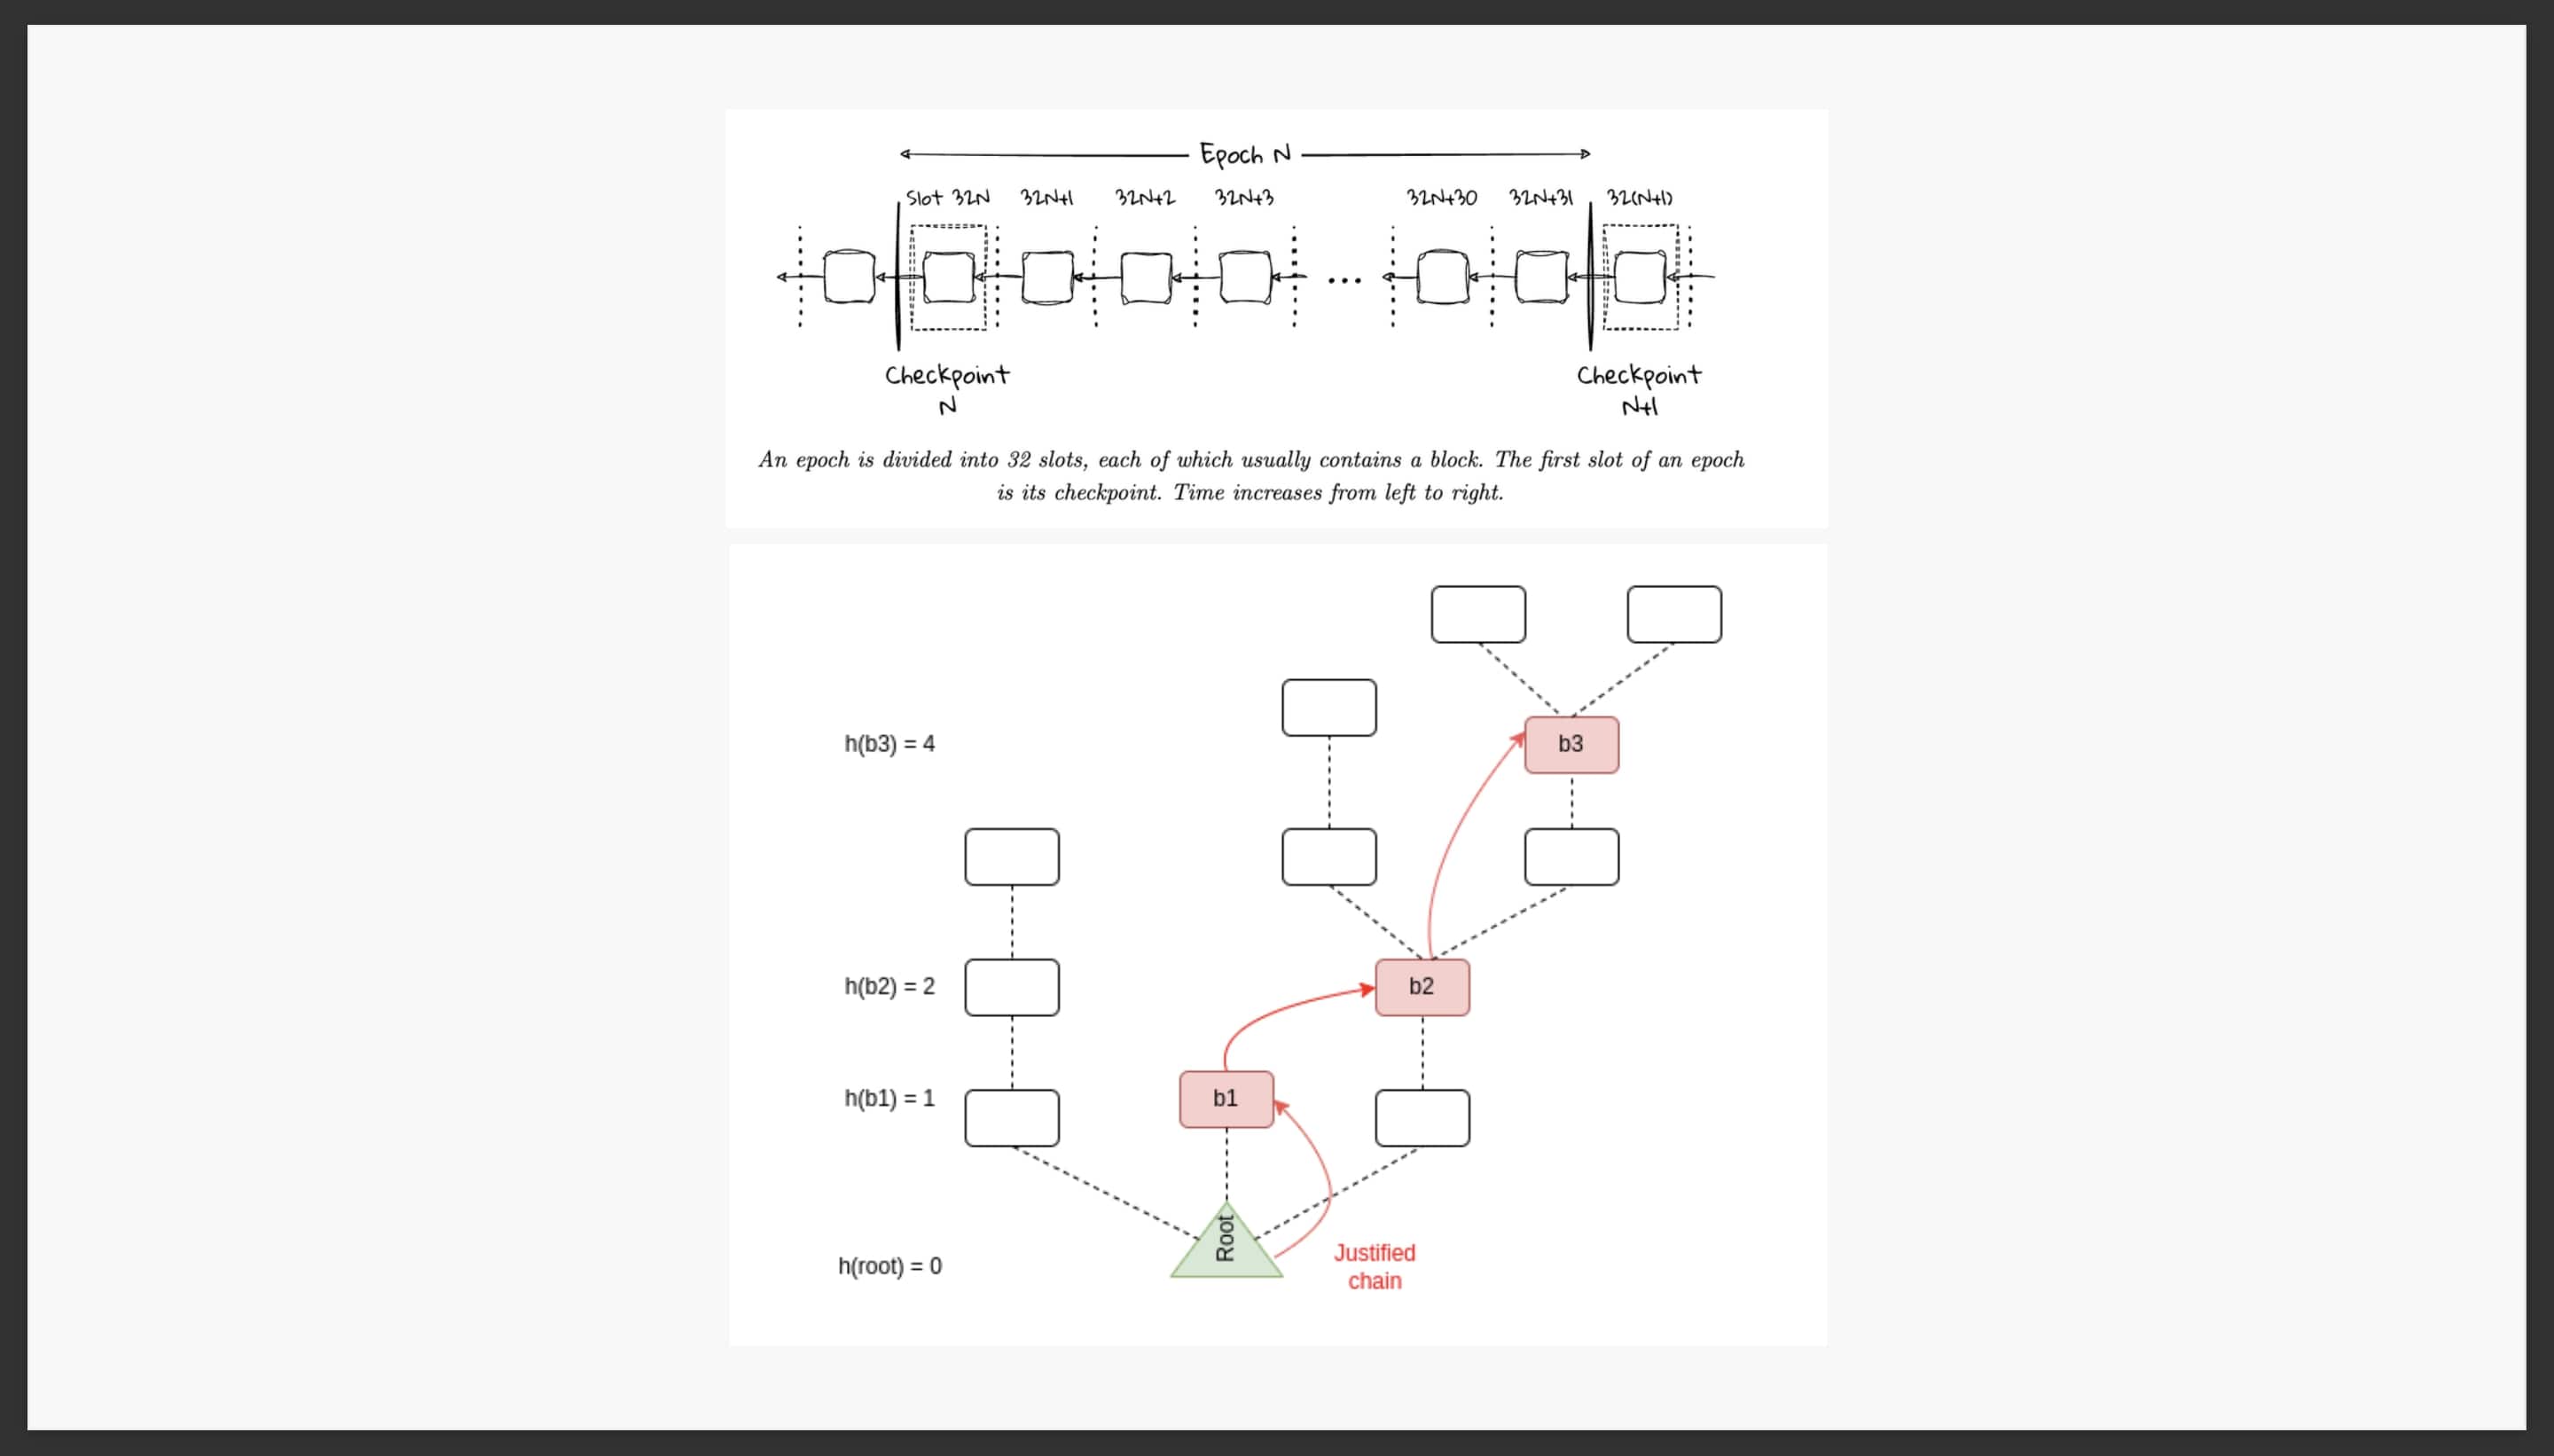 Epoch N
Slot 32N 32N+1 32N+2 32N+3 32N+30 32N+31 32(N+1)
...
Checkpoint
N
Checkpoint
N+1
An epoch is divided into 32 slots, each of which usually contains a block. The first slot of an epoch
is its checkpoint. Time increases from left to right.
h(b3) = 4
b3
h(b2) = 2
b2
h(b1) = 1
b1
Root
h(root) = 0
Justified
chain